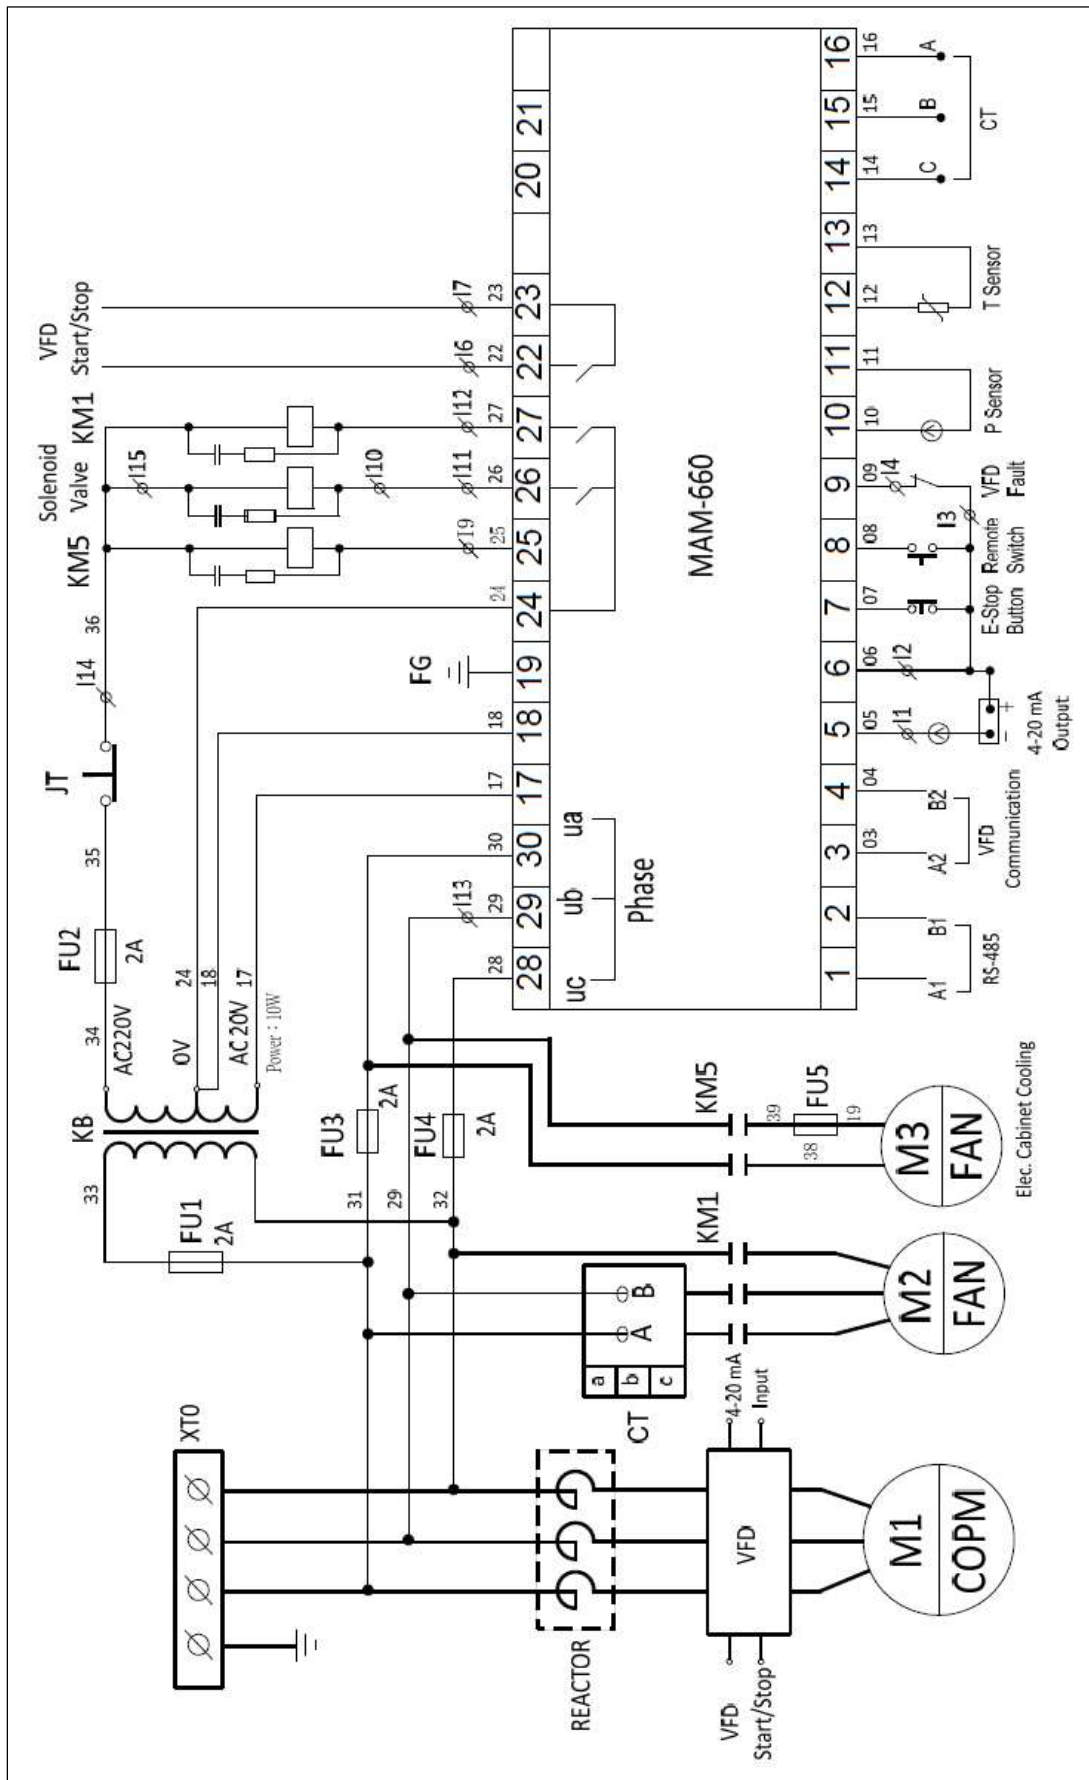 XT0
REACTOR
VFD
Start/Stop
VFD
4-20 mA
Input
M1
COPM
CT
a
b
c
A
B
KM1
M2
FAN
KM5
38
39
FU5
19
M3
FAN
Elec. Cabinet Cooling
33
FU1
2A
KB
31
29
32
FU3
2A
FU4
2A
34
AC220V
0V
24
18
AC20V
17
Power : 10W
FU2
2A
35
JT
I14
36
KM5
Solenoid
Valve
KM1
VFD
Start/Stop
I15
I10
I13
FG
I9
I11
I12
I6
I7
28
29
30
17
18
24
25
26
27
22
23
28
29
30
17
18
19
24
25
26
27
22
23
20
21
uc
ub
ua
Phase
MAM-660
1
2
3
4
5
6
7
8
9
10
11
12
13
14
15
16
03
04
05
06
07
08
09
10
11
12
13
14
15
16
I1
I2
I3
I4
A1
B1
RS-485
A2
B2
VFD
Communication
-
+
4-20 mA
Output
E-Stop
Button
Remote
Switch
VFD
Fault
P Sensor
T Sensor
C
B
A
CT